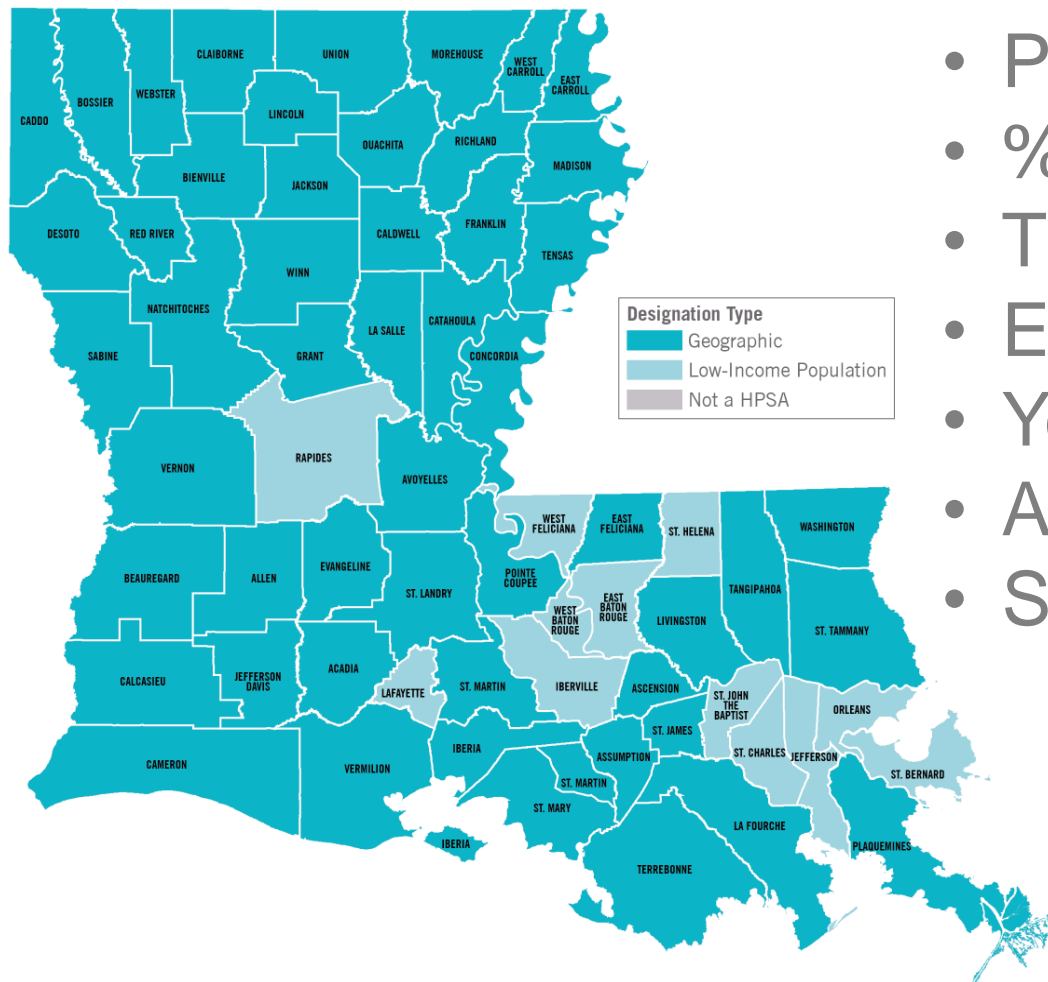 CLAIBORNE
UNION
MOREHOUSE
WEST
CARROLL
EAST
CARROLL
WEBSTER
BOSSIER
CADDO
LINCOLN
OUACHITA
RICHLAND
MADISON
BIENVILLE
JACKSON
DESOTO
RED RIVER
CALDWELL
FRANKLIN
TENSAS
WINN
NATCHITOCHES
LA SALLE
CATAHOULA
CONCORDIA
SABINE
GRANT
Designation Type
Geographic
Low-Income Population
Not a HPSA
VERNON
RAPIDES
AVOYELLES
WEST
FELICIANA
EAST
FELICIANA
ST. HELENA
WASHINGTON
BEAUREGARD
ALLEN
EVANGELINE
ST. LANDRY
POINTE
COUPEE
WEST
BATON
ROUGE
EAST
BATON
ROUGE
LIVINGSTON
TANGIPAHOA
ST. TAMMANY
CALCASIEU
JEFFERSON
DAVIS
ACADIA
LAFAYETTE
ST. MARTIN
IBERVILLE
ASCENSION
ST. JOHN
THE
BAPTIST
ORLEANS
CAMERON
VERMILION
IBERIA
ASSUMPTION
ST. JAMES
ST. CHARLES
JEFFERSON
ST. BERNARD
ST. MARTIN
ST. MARY
IBERIA
LA FOURCHE
TERREBONNE
PLAQUEMINES
• P
• %
• T
• E
• Y
• A
• S